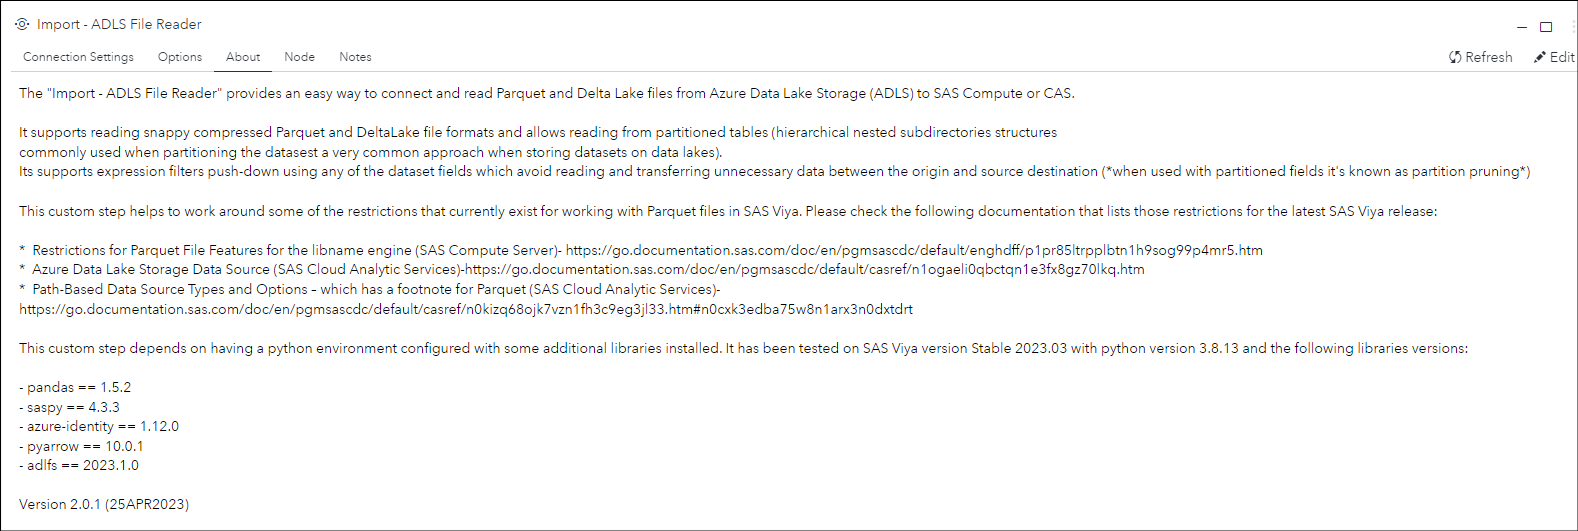 Import - ADLS File Reader
Connection Settings Options About Node Notes Refresh Edit
The "Import - ADLS File Reader" provides an easy way to connect and read Parquet and Delta Lake files from Azure Data Lake Storage (ADLS) to SAS Compute or CAS.
It supports reading snappy compressed Parquet and DeltaLake file formats and allows reading from partitioned tables (hierarchical nested subdirectories structures
commonly used when partitioning the datasest a very common approach when storing datasets on data lakes).
Its supports expression filters push-down using any of the dataset fields which avoid reading and transferring unnecessary data between the origin and source destination (*when used with partitioned fields it's known as partition pruning*)
This custom step helps to work around some of the restrictions that currently exist for working with Parquet files in SAS Viya. Please check the following documentation that lists those restrictions for the latest SAS Viya release:
* Restrictions for Parquet File Features for the libname engine (SAS Compute Server)- https://go.documentation.sas.com/doc/en/pgmsascdc/default/enghdff/p1pr85ltrpplbtn1h9sog99p4mr5.htm
* Azure Data Lake Storage Data Source (SAS Cloud Analytic Services)-https://go.documentation.sas.com/doc/en/pgmsascdc/default/casref/n1ogaeli0qbctqn1e3fx8gz70lkq.htm
* Path-Based Data Source Types and Options – which has a footnote for Parquet (SAS Cloud Analytic Services)-
https://go.documentation.sas.com/doc/en/pgmsascdc/default/casref/n0kizq68ojk7vzn1fh3c9eg3jl33.htm#n0cxk3edba75w8n1arx3n0dxtdrt
This custom step depends on having a python environment configured with some additional libraries installed. It has been tested on SAS Viya version Stable 2023.03 with python version 3.8.13 and the following libraries versions:
- pandas == 1.5.2
- saspy == 4.3.3
- azure-identity == 1.12.0
- pyarrow == 10.0.1
- adlfs == 2023.1.0
Version 2.0.1 (25APR2023)